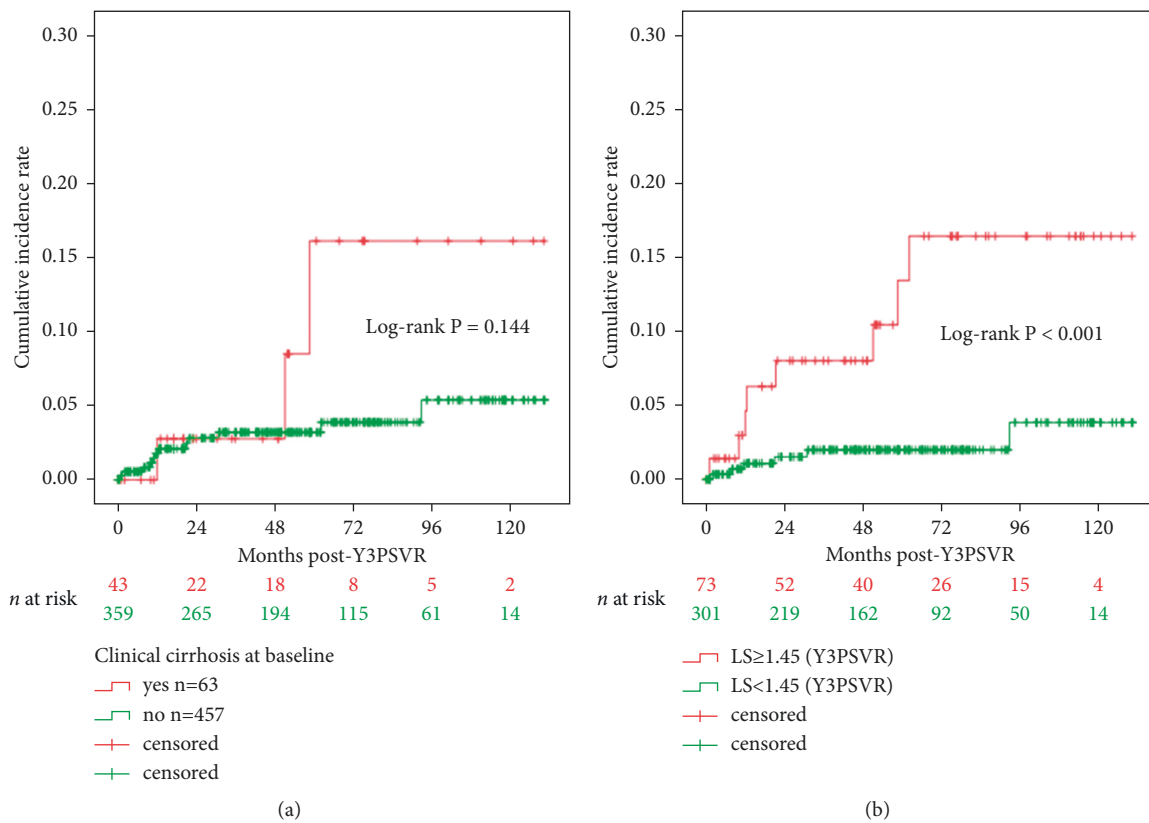 0.30
0.25
0.20
0.15
0.10
0.05
0.00
Cumulative incidence rate
Log-rank P = 0.144
0 24 48 72 96 120
Months post-Y3PSVR
43 22 18 8 5 2
n at risk
359 265 194 115 61 14
Clinical cirrhosis at baseline
yes n=63
no n=457
censored
censored
(a)
0.30
0.25
0.20
0.15
0.10
0.05
0.00
Cumulative incidence rate
Log-rank P < 0.001
0 24 48 72 96 120
Months post-Y3PSVR
73 52 40 26 15 4
n at risk
301 219 162 92 50 14
LS≥1.45 (Y3PSVR)
LS<1.45 (Y3PSVR)
censored
censored
(b)